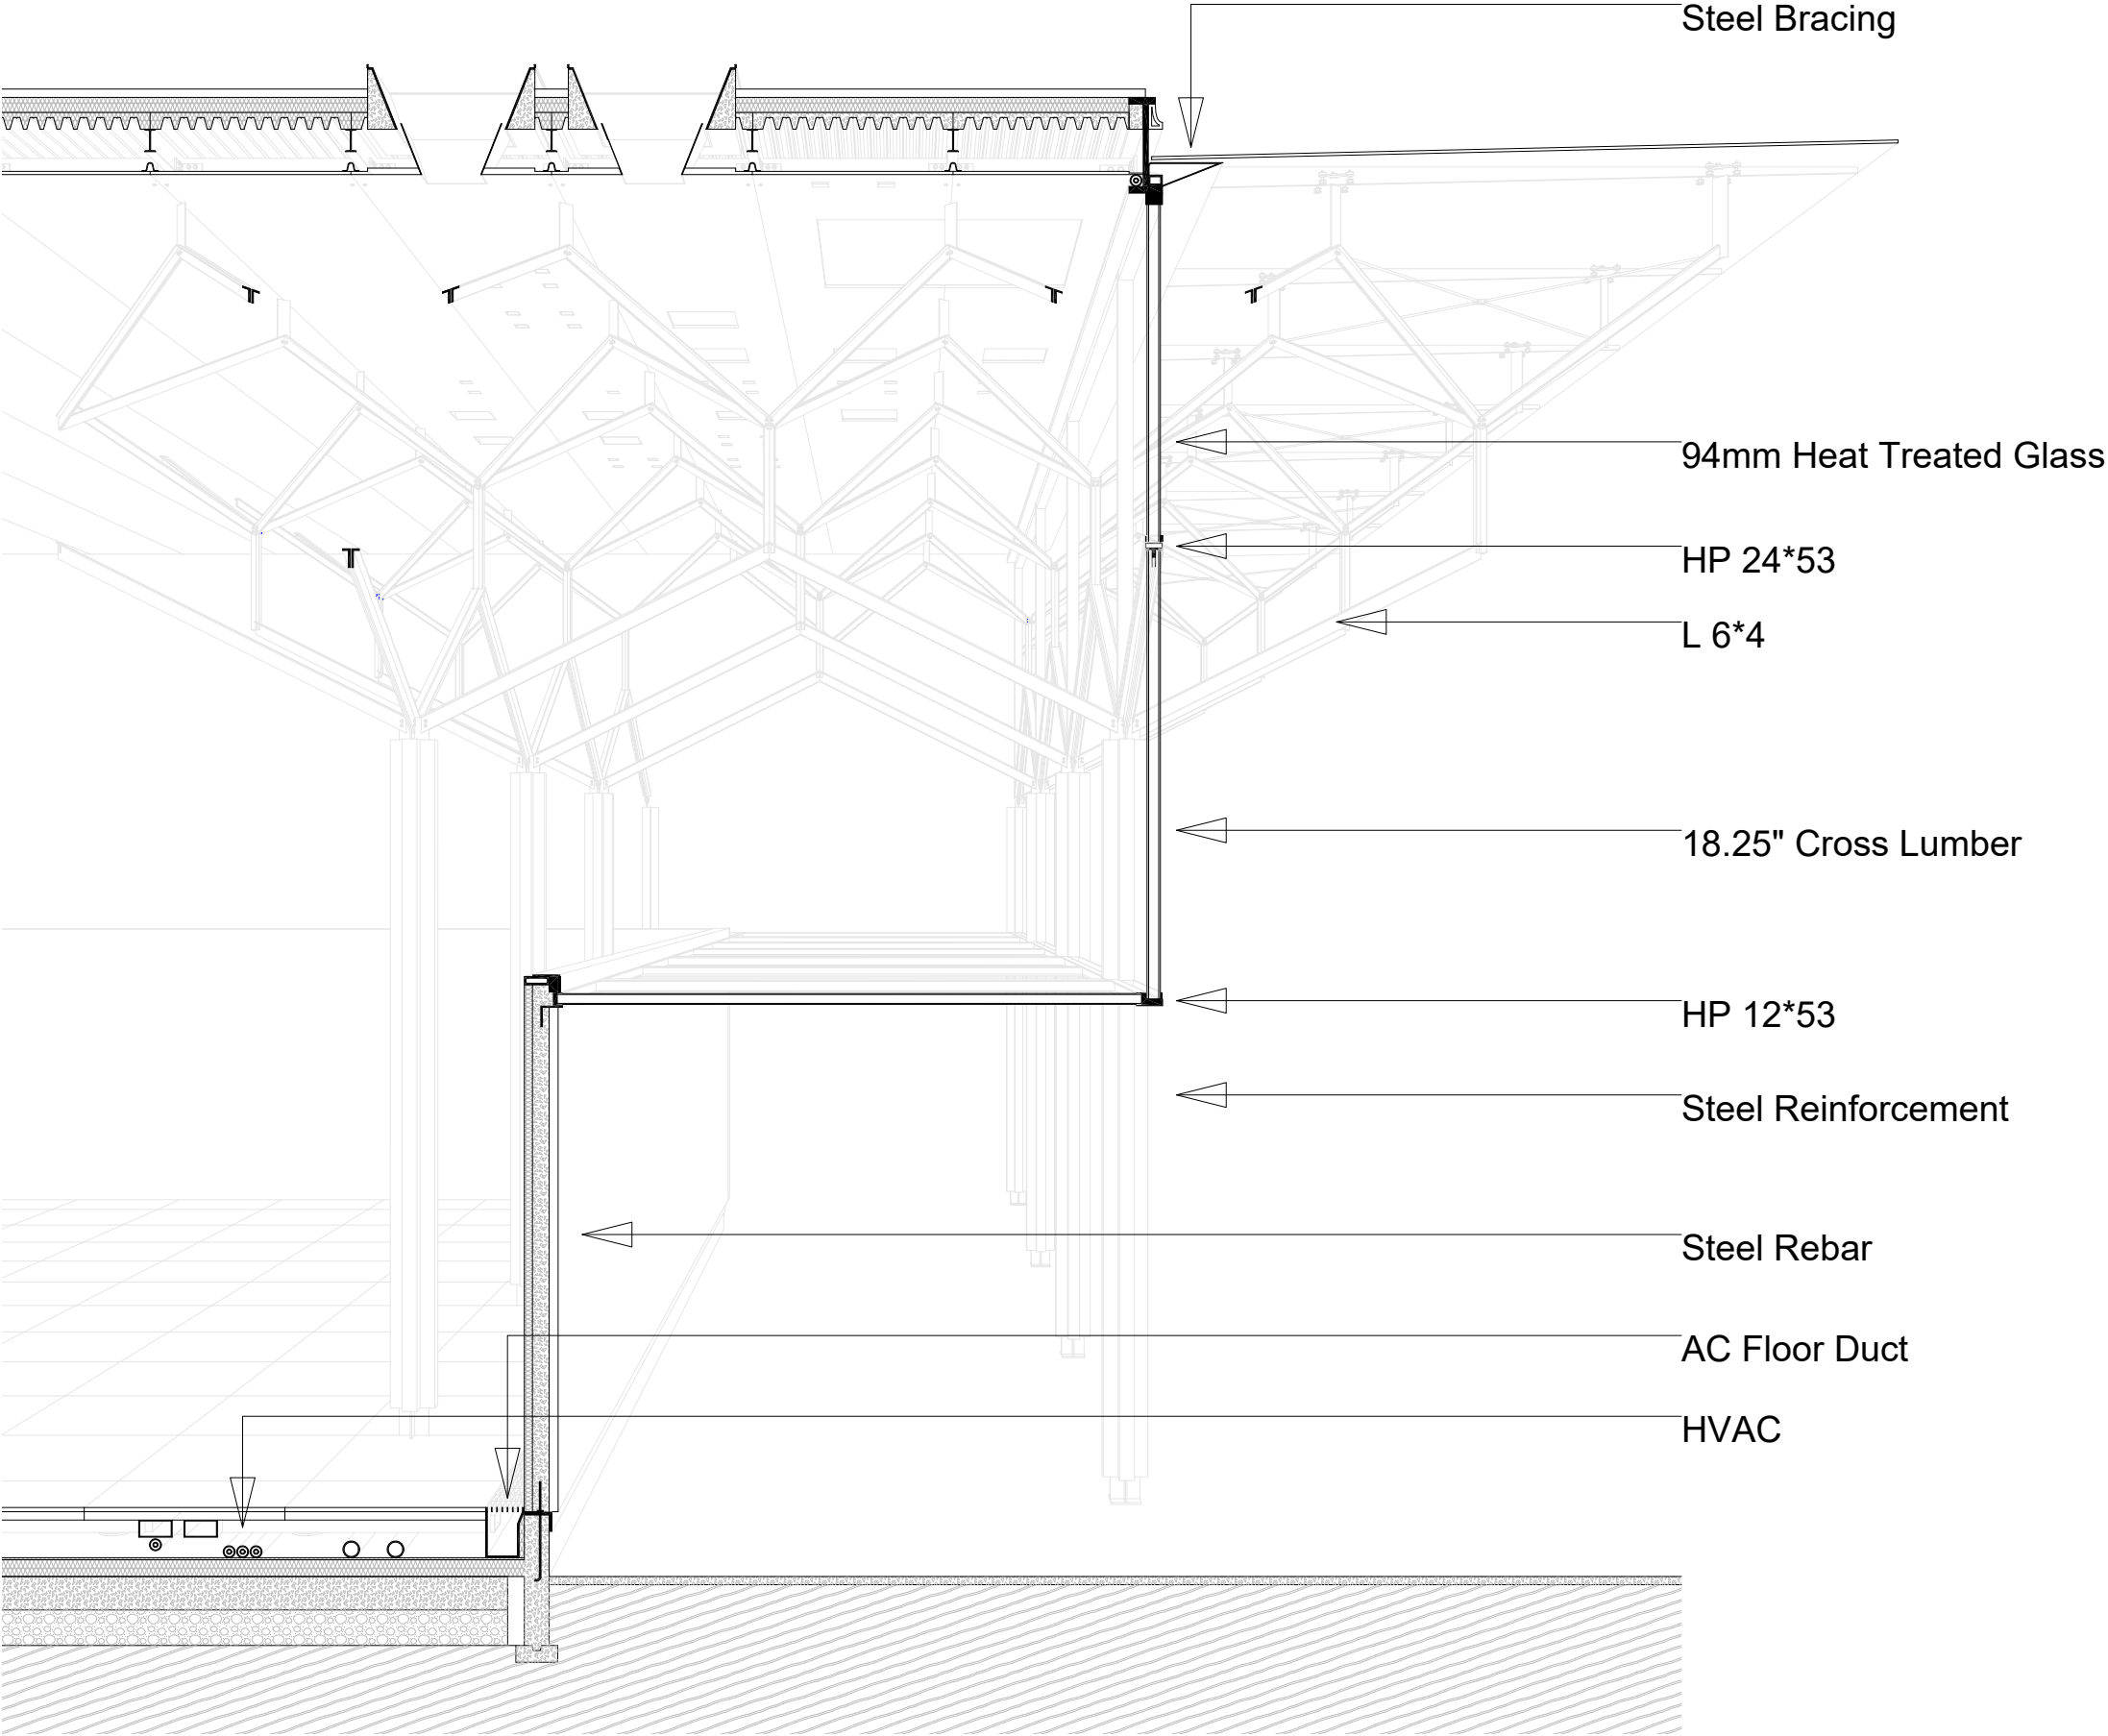 Steel Bracing
94mm Heat Treated Glass
HP 24*53
L 6*4
18.25" Cross Lumber
HP 12*53
Steel Reinforcement
Steel Rebar
AC Floor Duct
HVAC